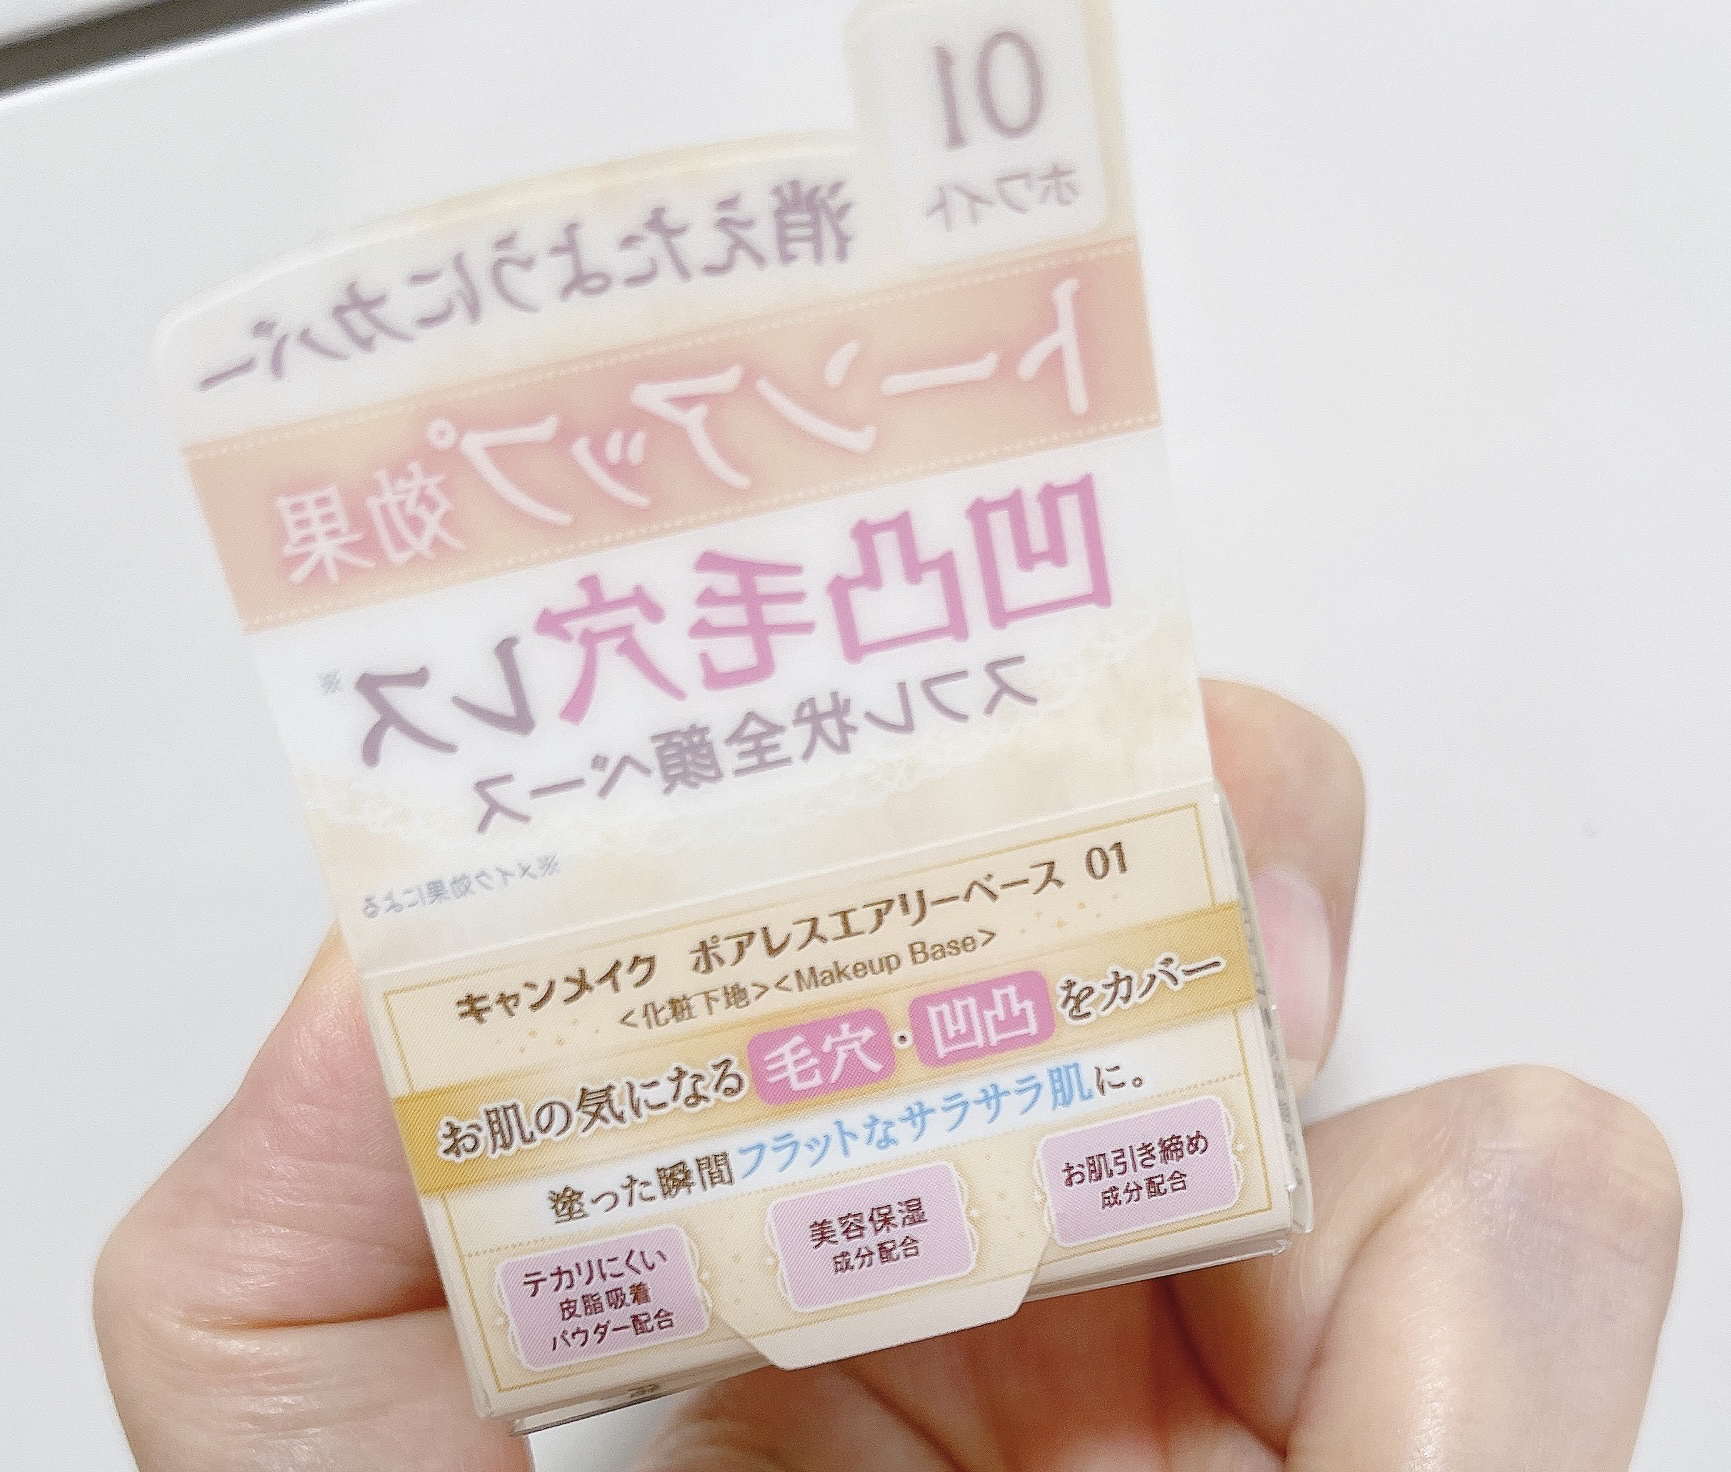 01
ホワイト
消えたようにカバー
トーンアップ効果
凹凸毛穴レス※
スフレ状全顔ベース
※メイク効果による
キャンメイク ポアレスエアリーベース 01
<化粧下地><Makeup Base>
お肌の気になる毛穴・凹凸をカバー
塗った瞬間フラットなサラサラ肌に。
テカリにくい
皮脂吸着
パウダー配合
美容保湿
成分配合
お肌引き締め
成分配合